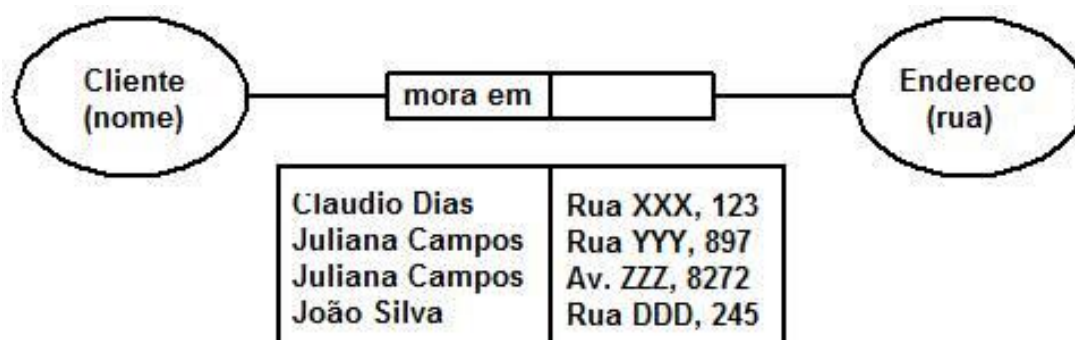 Cliente
(nome)
mora em
Endereco
(rua)
Claudio Dias Rua XXX, 123
Juliana Campos Rua YYY, 897
Juliana Campos Av. ZZZ, 8272
João Silva Rua DDD, 245